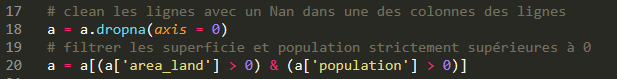 17 # clean les lignes avec un Nan dans une des colonnes des lignes
18 a = a.dropna(axis = 0)
19 # filtrer les superficie et population strictement supérieures à 0
20 a = a[(a['area_land'] > 0) & (a['population'] > 0)]